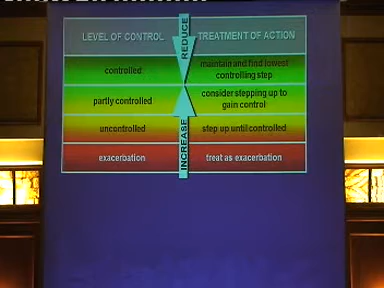 LEVEL OF CONTROL
TREATMENT OF ACTION
REDUCE
controlled
maintain and find lowest
controlling step
partly controlled
consider stepping up to
gain control
uncontrolled
step up until controlled
INCREASE
exacerbation
treat as exacerbation